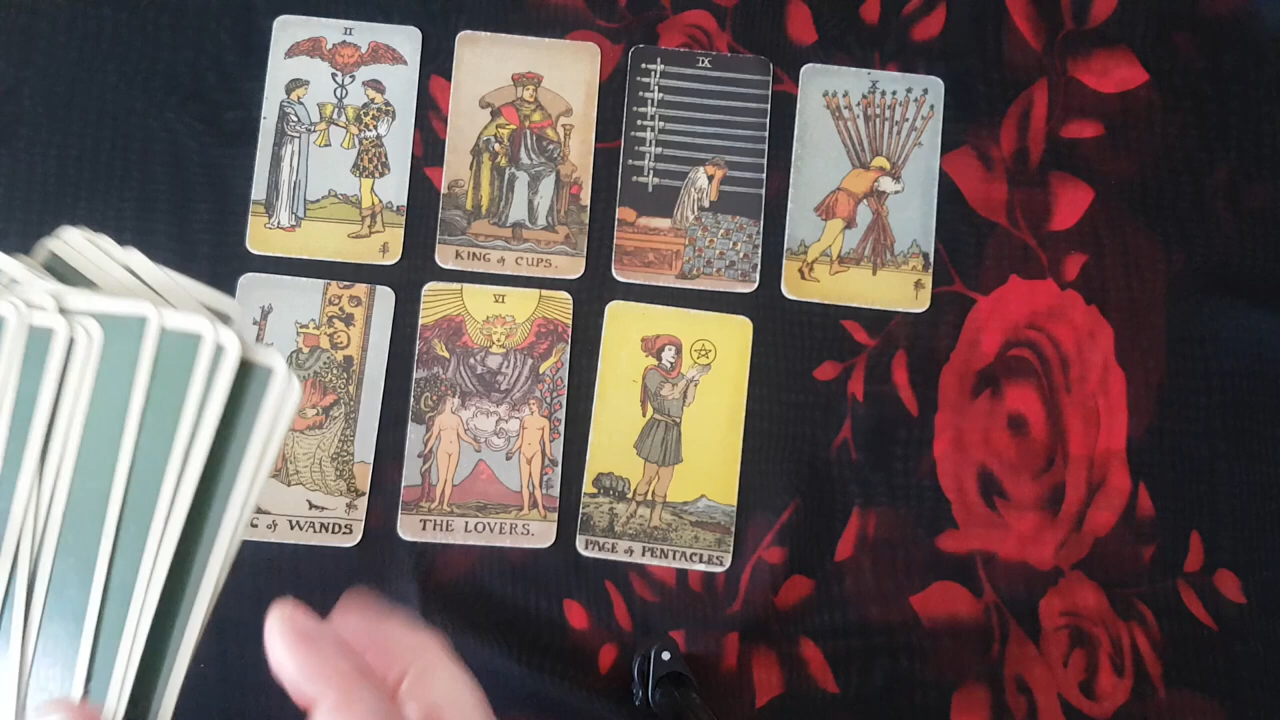 II
KING of CUPS.
IX
X
G of WANDS
VI
THE LOVERS.
PAGE of PENTACLES.